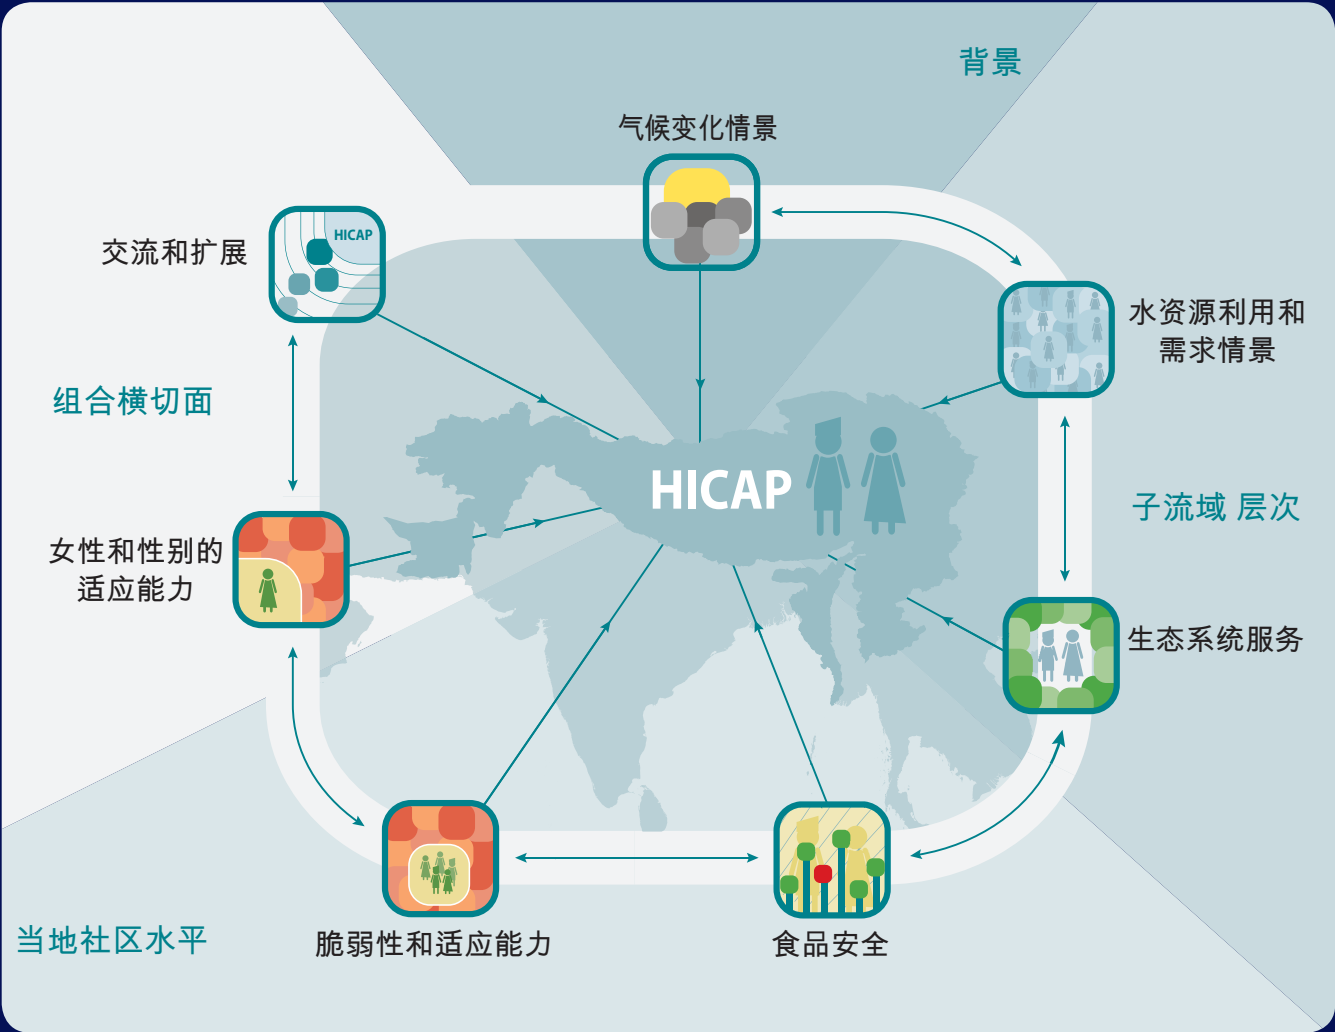 背景
气候变化情景
HICAP
交流和扩展
水资源利用和
需求情景
组合横切面
HICAP
子流域 层次
女性和性别的
适应能力
生态系统服务
当地社区水平
脆弱性和适应能力
食品安全